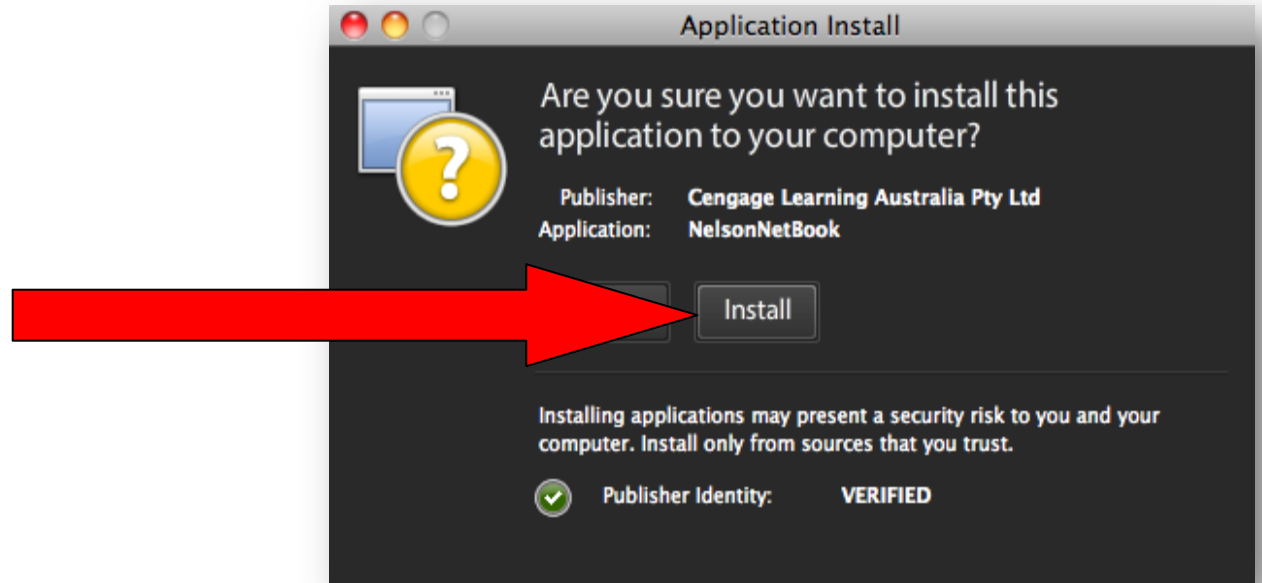 Application Install
Are you sure you want to install this
application to your computer?
Publisher: Cengage Learning Australia Pty Ltd
Application: NelsonNetBook
Install
Installing applications may present a security risk to you and your
computer. Install only from sources that you trust.
Publisher Identity: VERIFIED